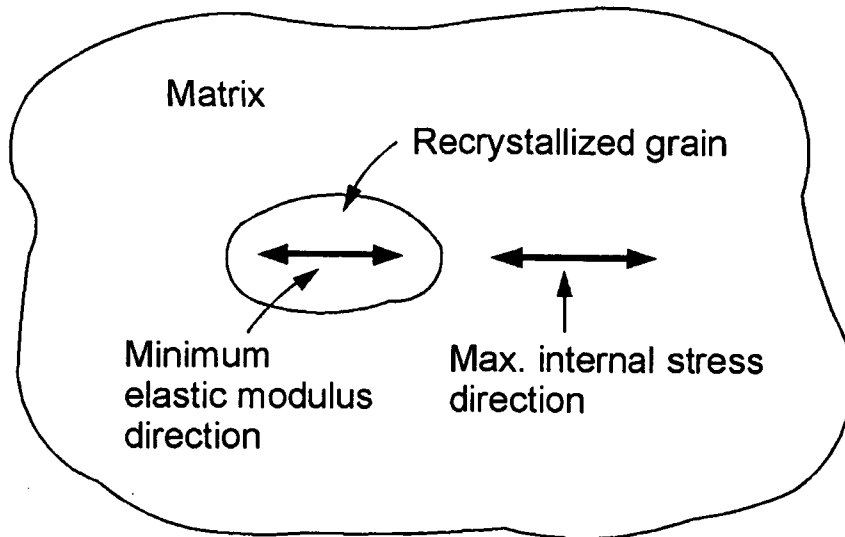 Matrix
Recrystallized grain
Minimum
elastic modulus
direction
Max. internal stress
direction